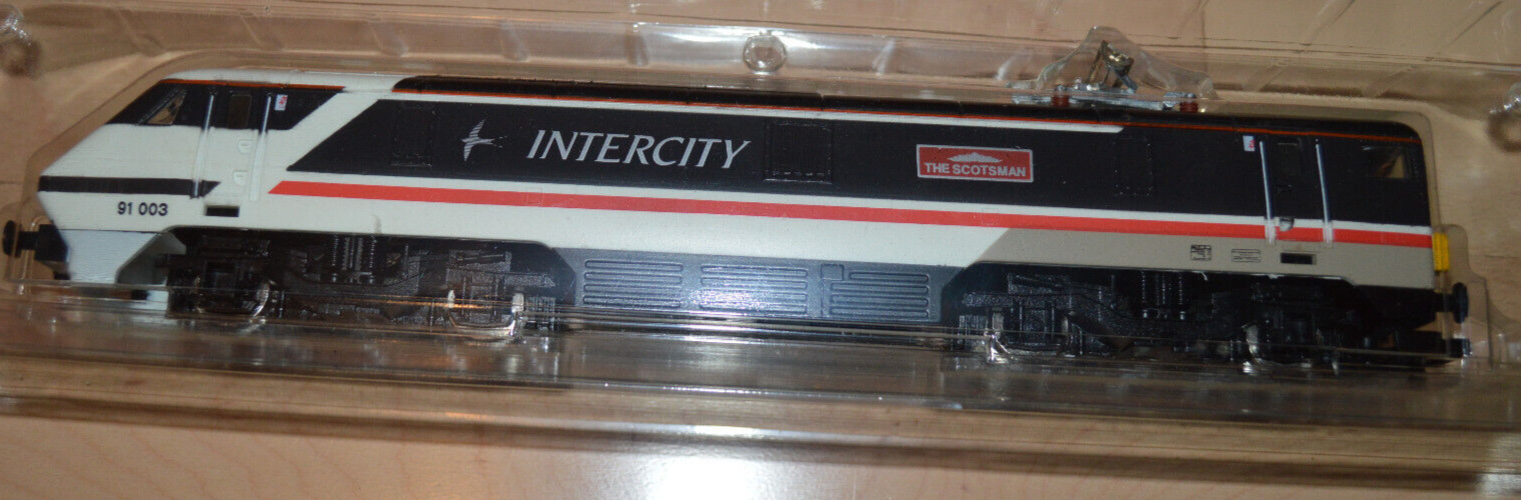 INTERCITY
THE SCOTSMAN
91 003